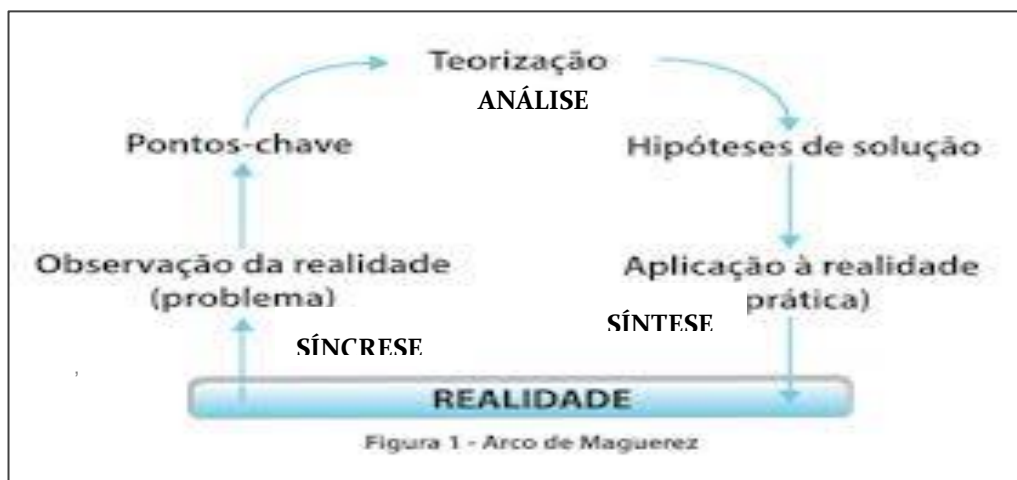 Teorização
ANÁLISE
Pontos-chave
Hipóteses de solução
Observação da realidade
(problema)
Aplicação à realidade
prática)
SÍNCRESE
SÍNTESE
REALIDADE
Figura 1 - Arco de Maguerez